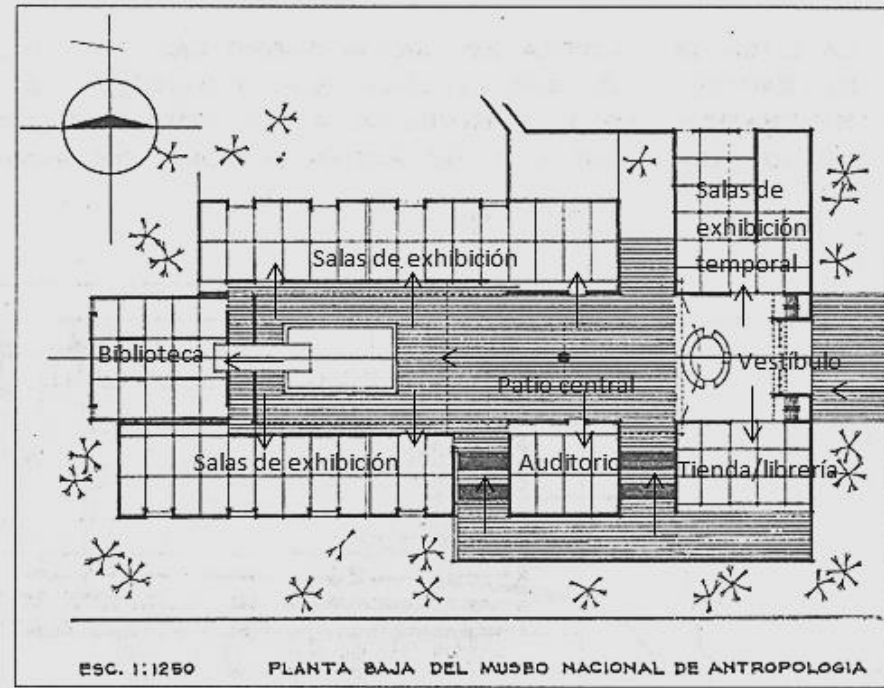 Salas de
exhibición
temporal
Salas de exhibición
Biblioteca
Vestíbulo
Patio central
Salas de exhibición
Auditorio
Tienda/librería
ESC. 1:1250
PLANTA BAJA DEL MUSEO NACIONAL DE ANTROPOLOGIA